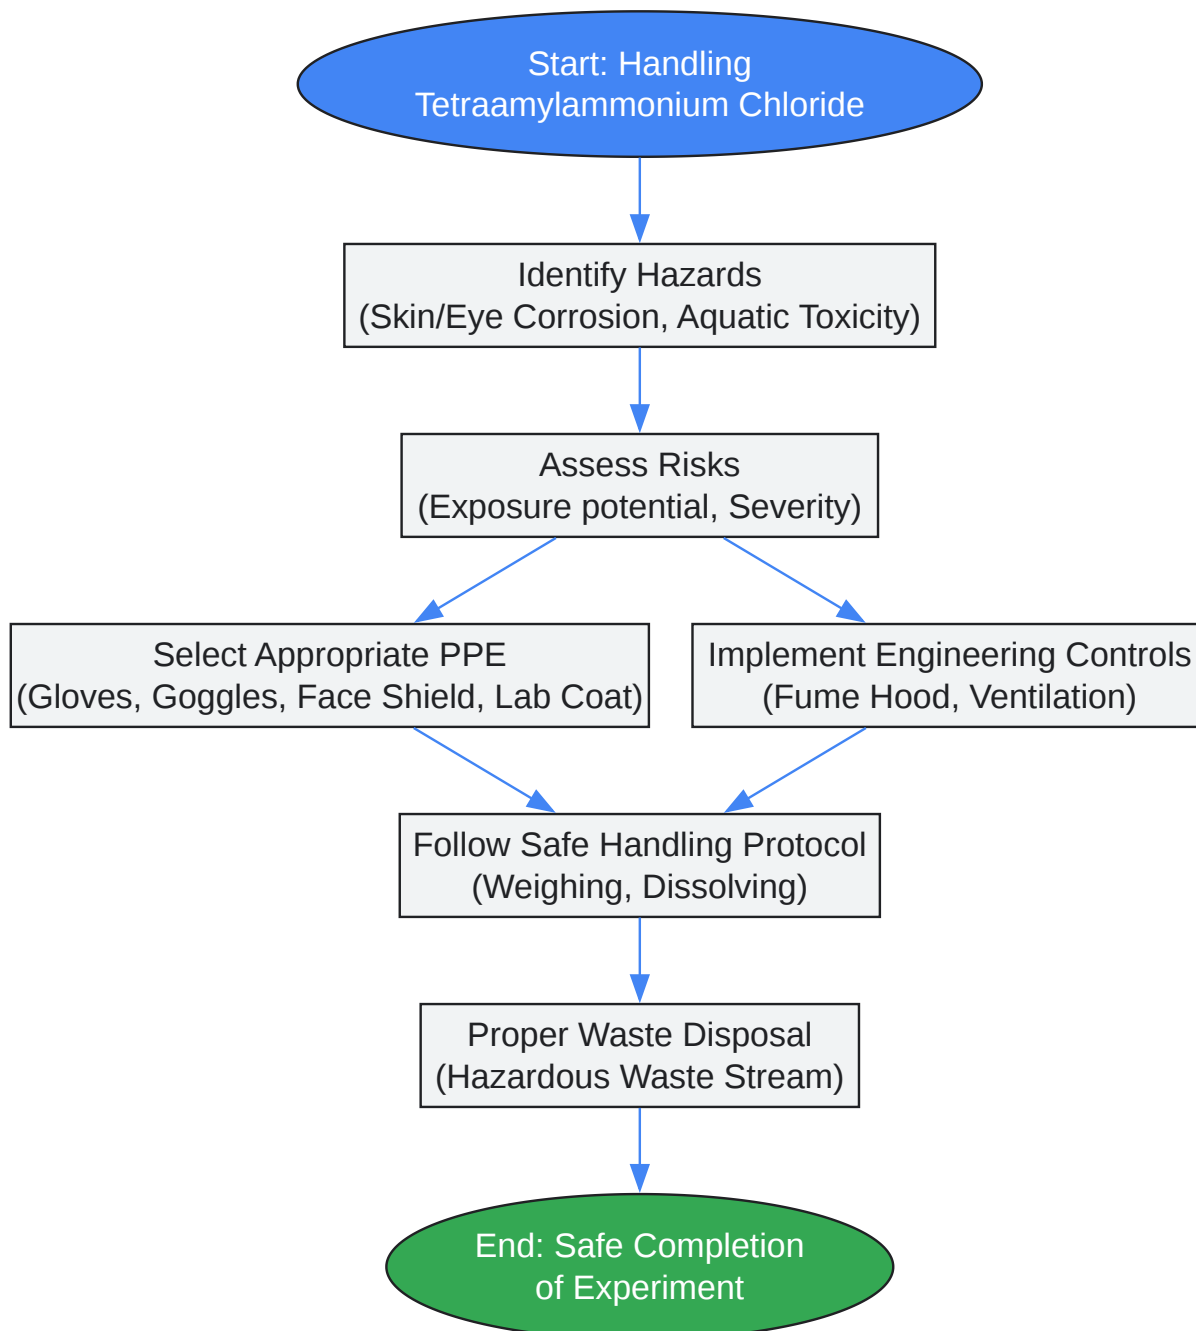 Start: Handling
Tetraamylammonium Chloride
Identify Hazards
(Skin/Eye Corrosion, Aquatic Toxicity)
Assess Risks
(Exposure potential, Severity)
Select Appropriate PPE
(Gloves, Goggles, Face Shield, Lab Coat)
Implement Engineering Controls
(Fume Hood, Ventilation)
Follow Safe Handling Protocol
(Weighing, Dissolving)
Proper Waste Disposal
(Hazardous Waste Stream)
End: Safe Completion
of Experiment